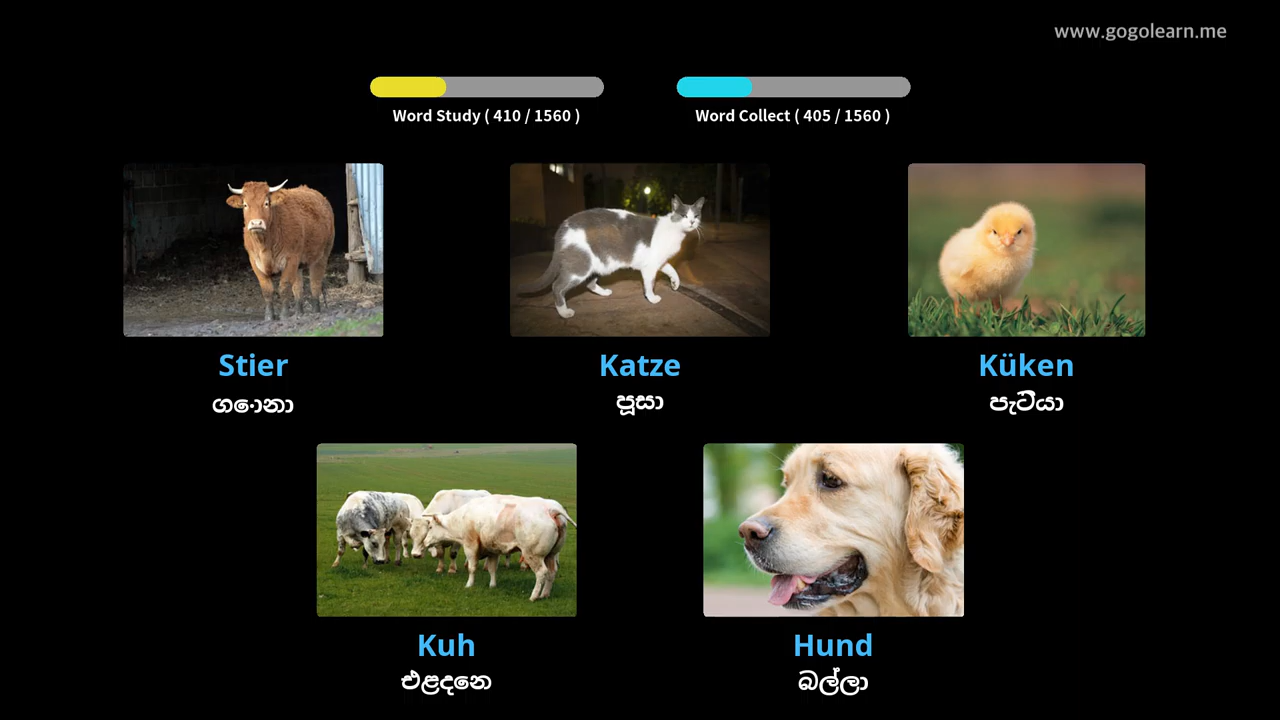 www.gogolearn.me
Word Study ( 410 / 1560 )
Word Collect ( 405 / 1560 )
Stier
ගොනා
Katze
පූසා
Küken
පැටියා
Kuh
එළදෙන
Hund
බල්ලා